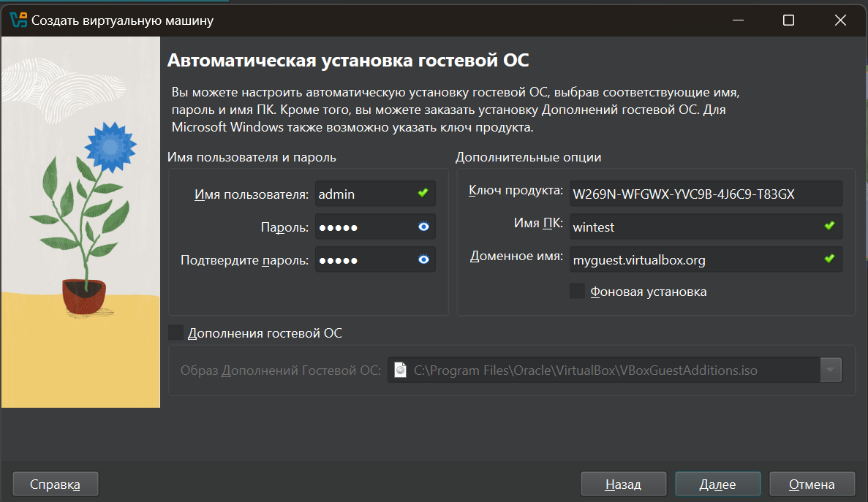 Создать виртуальную машину
Автоматическая установка гостевой ОС
Вы можете настроить автоматическую установку гостевой ОС, выбрав соответствующие имя,
пароль и имя ПК. Кроме того, вы можете заказать установку Дополнений гостевой ОС. Для
Microsoft Windows также возможно указать ключ продукта.
Имя пользователя и пароль
Имя пользователя: admin
Пароль: ●●●●●
Подтвердите пароль: ●●●●●
Дополнительные опции
Ключ продукта: W269N-WFGWX-YVC9B-4J6C9-T83GX
Имя ПК: wintest
Доменное имя: myguest.virtualbox.org
Фоновая установка
Дополнения гостевой ОС
Образ Дополнений Гостевой ОС: C:\Program Files\Oracle\VirtualBox\VBoxGuestAdditions.iso
Справка
Назад
Далее
Отмена